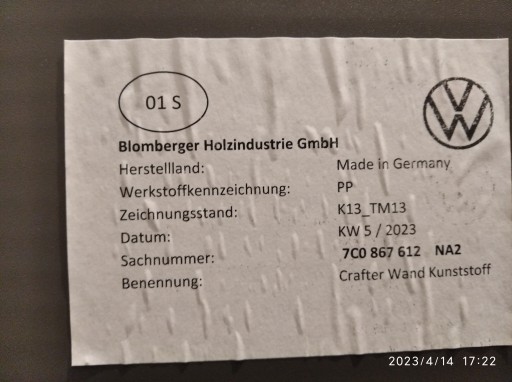 01 S
Blomberger Holzindustrie GmbH
Herstellland: Made in Germany
Werkstoffkennzeichnung: PP
Zeichnungsstand: K13_TM13
Datum: KW 5 / 2023
Sachnummer: 7C0 867 612 NA2
Benennung: Crafter Wand Kunststoff
2023/4/14 17:22